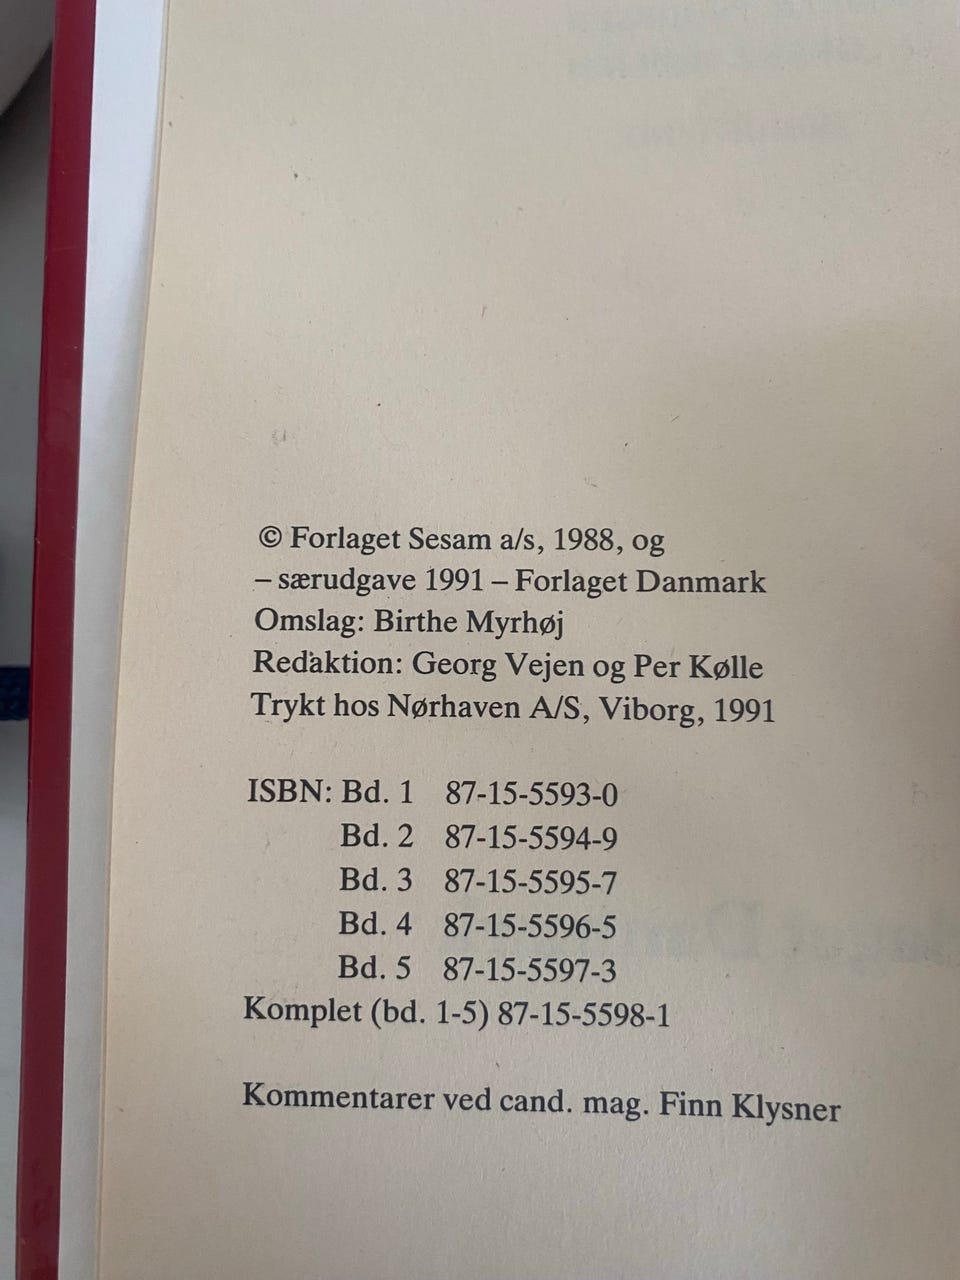 © Forlaget Sesam a/s, 1988, og
– særudgave 1991 – Forlaget Danmark
Omslag: Birthe Myrhøj
Redaktion: Georg Vejen og Per Kølle
Trykt hos Nørhaven A/S, Viborg, 1991
ISBN: Bd. 1 87-15-5593-0
Bd. 2 87-15-5594-9
Bd. 3 87-15-5595-7
Bd. 4 87-15-5596-5
Bd. 5 87-15-5597-3
Komplet (bd. 1-5) 87-15-5598-1
Kommentarer ved cand. mag. Finn Klysner